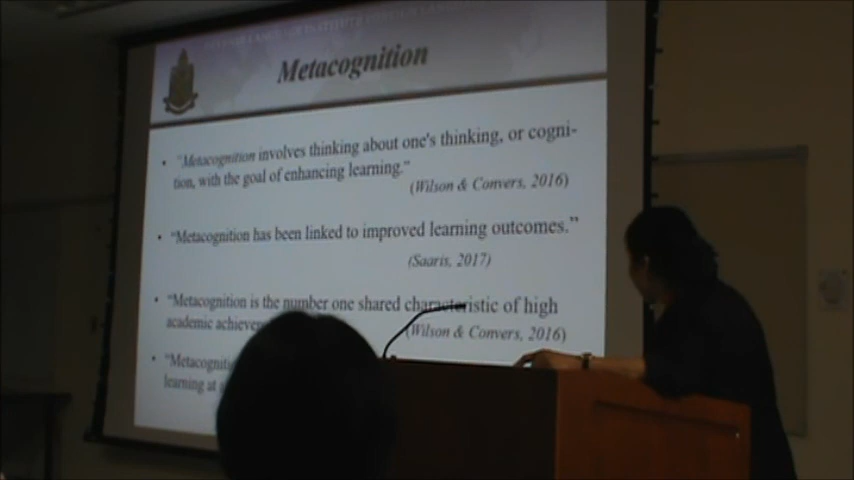 Metacognition
• "Metacognition involves thinking about one's thinking, or cogni-
tion, with the goal of enhancing learning."
(Wilson & Convers, 2016)
• "Metacognition has been linked to improved learning outcomes."
(Saaris, 2017)
• "Metacognition is the number one shared characteristic of high
academic
(Wilson & Convers, 2016)
•
learning at